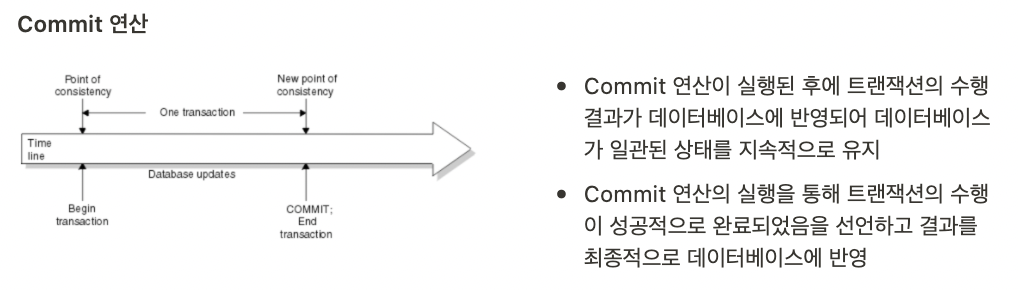 Commit 연산
Point of
consistency
New point of
consistency
One transaction
Time
line
Database updates
Begin
transaction
COMMIT;
End
transaction
• Commit 연산이 실행된 후에 트랜잭션의 수행
결과가 데이터베이스에 반영되어 데이터베이스
가 일관된 상태를 지속적으로 유지
• Commit 연산의 실행을 통해 트랜잭션의 수행
이 성공적으로 완료되었음을 선언하고 결과를
최종적으로 데이터베이스에 반영